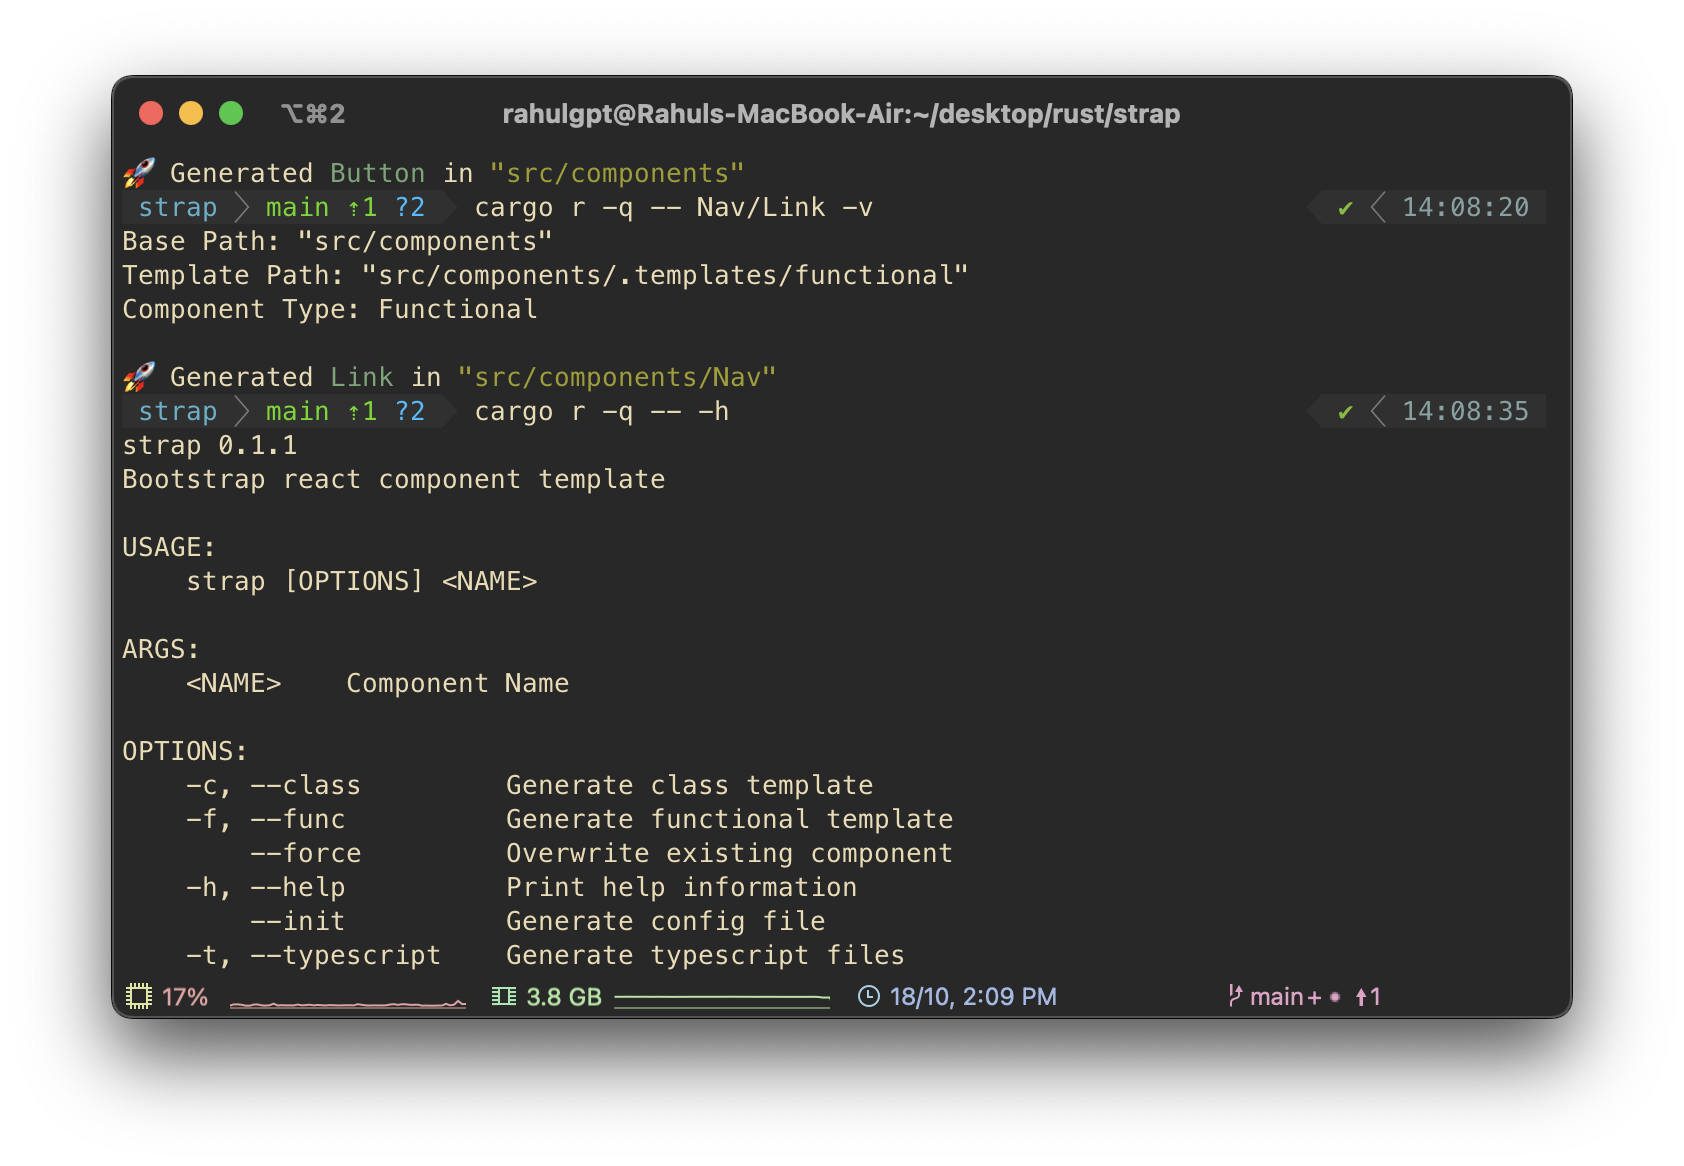 ⌥⌘2 rahulgpt@Rahuls-MacBook-Air:~/desktop/rust/strap
🚀 Generated Button in "src/components"
strap main ⇡1 ?2 cargo r -q -- Nav/Link -v ✔ 14:08:20
Base Path: "src/components"
Template Path: "src/components/.templates/functional"
Component Type: Functional
🚀 Generated Link in "src/components/Nav"
strap main ⇡1 ?2 cargo r -q -- -h ✔ 14:08:35
strap 0.1.1
Bootstrap react component template
USAGE:
    strap [OPTIONS] <NAME>
ARGS:
    <NAME>    Component Name
OPTIONS:
    -c, --class         Generate class template
    -f, --func          Generate functional template
        --force         Overwrite existing component
    -h, --help          Print help information
        --init          Generate config file
    -t, --typescript    Generate typescript files
17% 3.8 GB 18/10, 2:09 PM main+ • ↑1